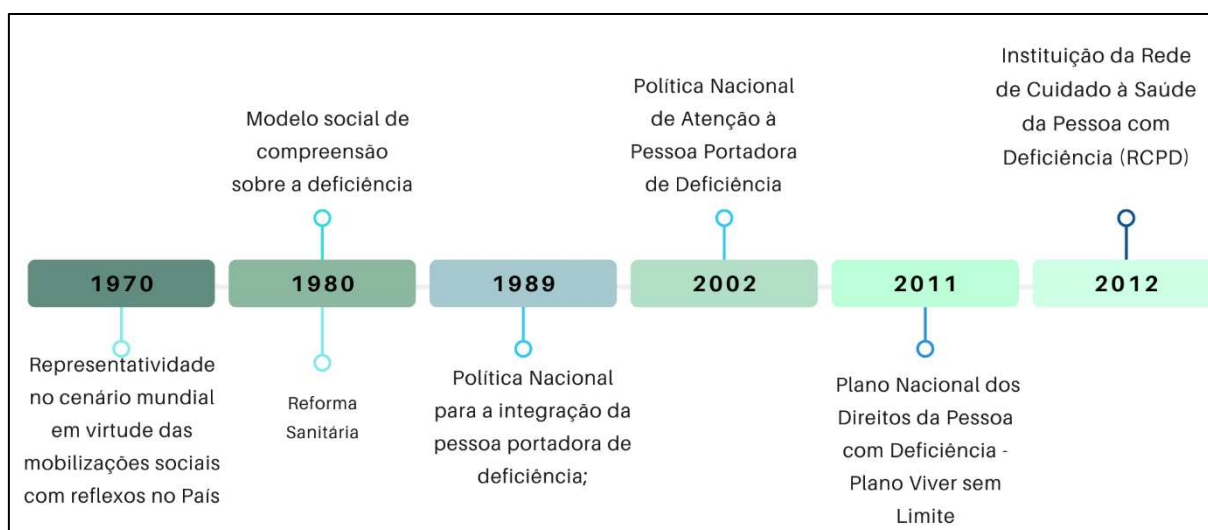 Modelo social de
compreensão
sobre a deficiência
Política Nacional
de Atenção à
Pessoa Portadora
de Deficiência
Instituição da Rede
de Cuidado à Saúde
da Pessoa com
Deficiência (RCPD)
1970
1980
1989
2002
2011
2012
Representatividade
no cenário mundial
em virtude das
mobilizações sociais
com reflexos no País
Reforma
Sanitária
Política Nacional
para a integração da
pessoa portadora de
deficiência;
Plano Nacional dos
Direitos da Pessoa
com Deficiência -
Plano Viver sem
Limite